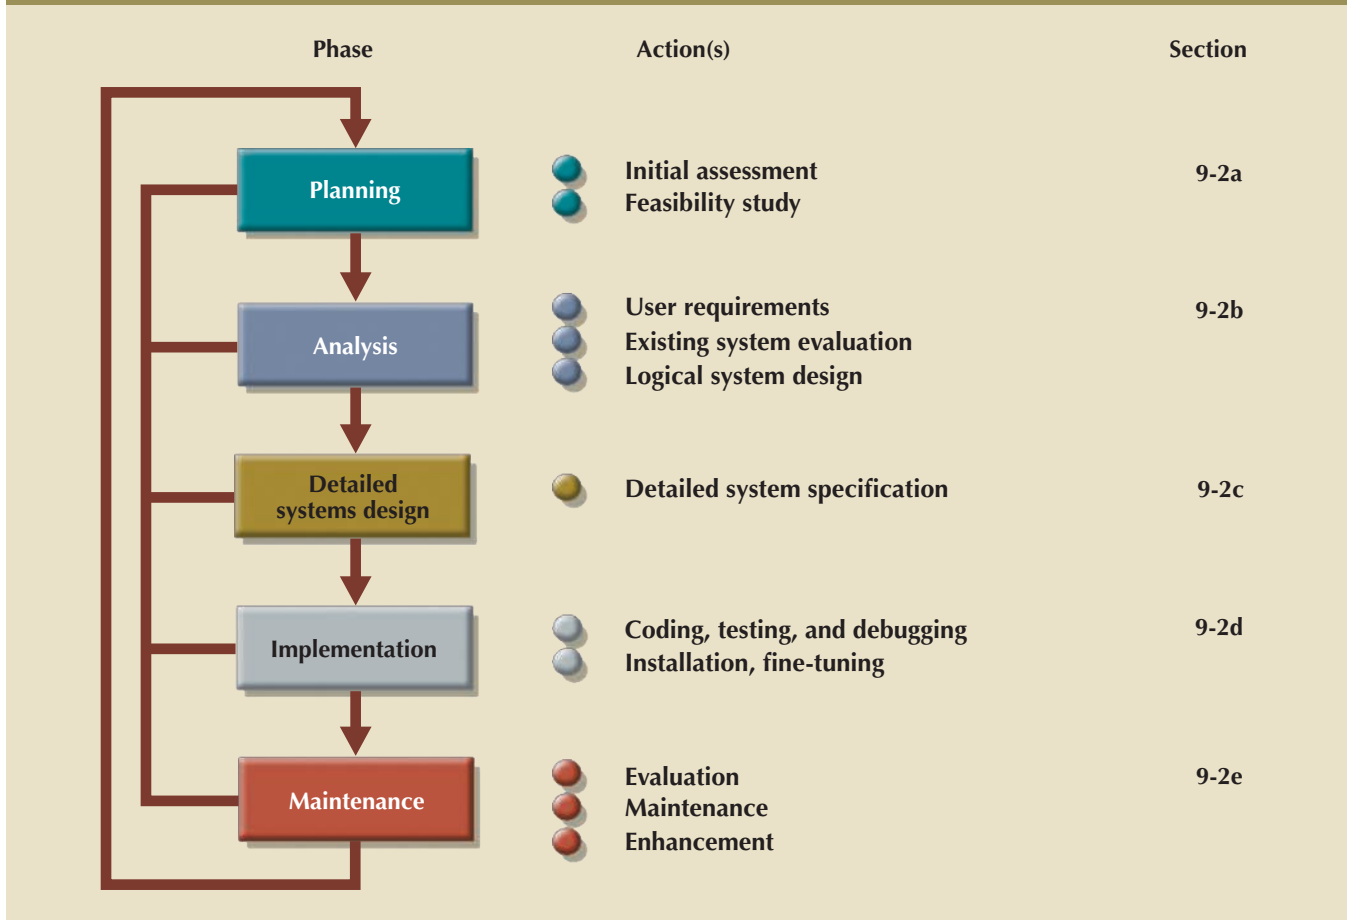 Phase Action(s) Section
Planning
Initial assessment
Feasibility study
9-2a
Analysis
User requirements
Existing system evaluation
Logical system design
9-2b
Detailed
systems design
Detailed system specification
9-2c
Implementation
Coding, testing, and debugging
Installation, fine-tuning
9-2d
Maintenance
Evaluation
Maintenance
Enhancement
9-2e